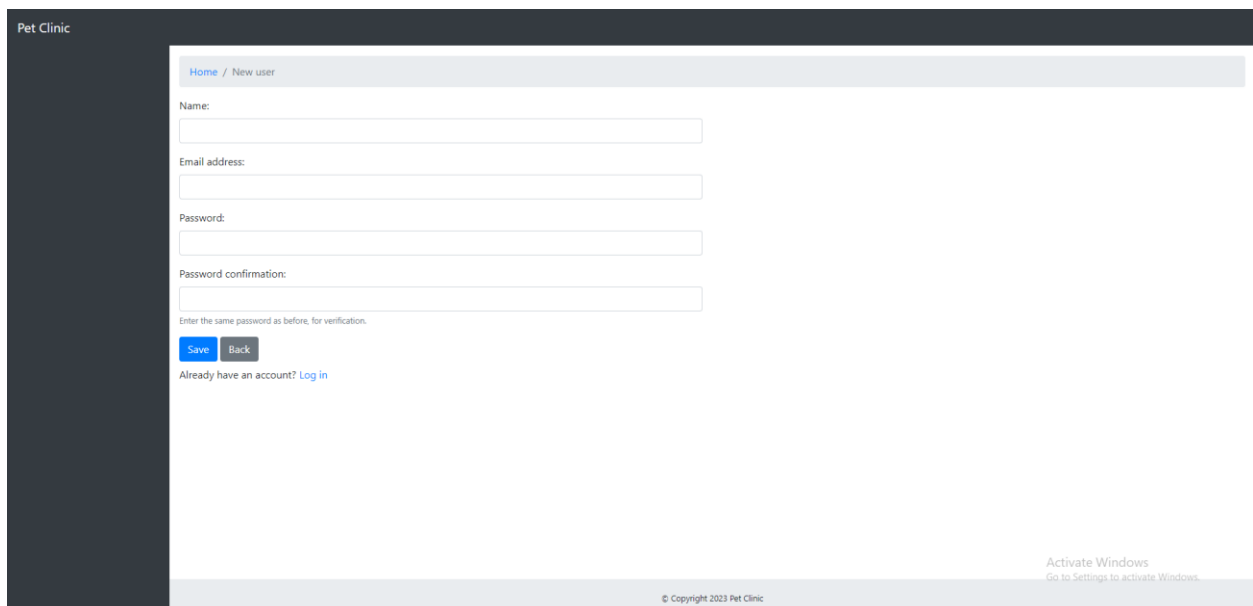 Pet Clinic
Home / New user
Name:
Email address:
Password:
Password confirmation:
Enter the same password as before, for verification.
Save Back
Already have an account? Log in
Activate Windows
Go to Settings to activate Windows.
© Copyright 2023 Pet Clinic